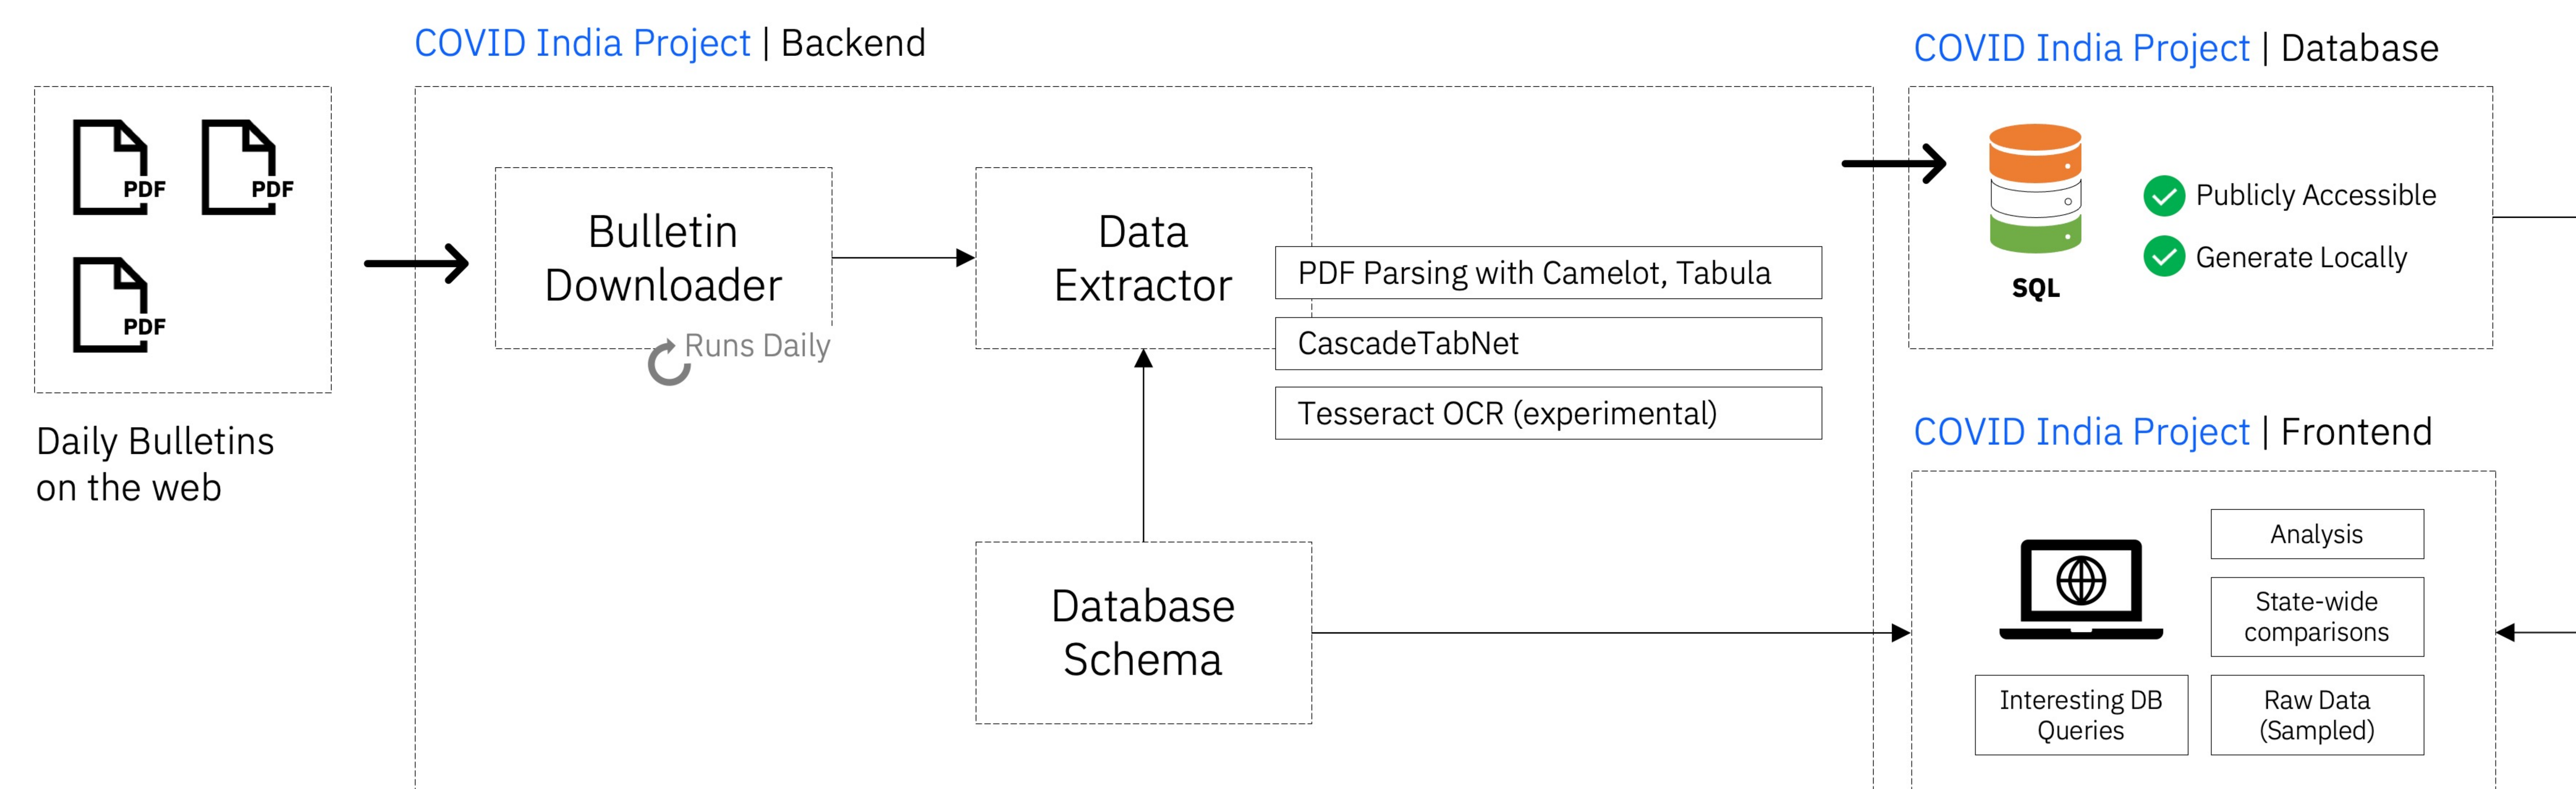 COVID India Project | Backend
COVID India Project | Database
PDF
PDF
PDF
Daily Bulletins
on the web
Bulletin
Downloader
Runs Daily
Data
Extractor
PDF Parsing with Camelot, Tabula
CascadeTabNet
Tesseract OCR (experimental)
Database
Schema
SQL
Publicly Accessible
Generate Locally
COVID India Project | Frontend
Analysis
State-wide
comparisons
Interesting DB
Queries
Raw Data
(Sampled)